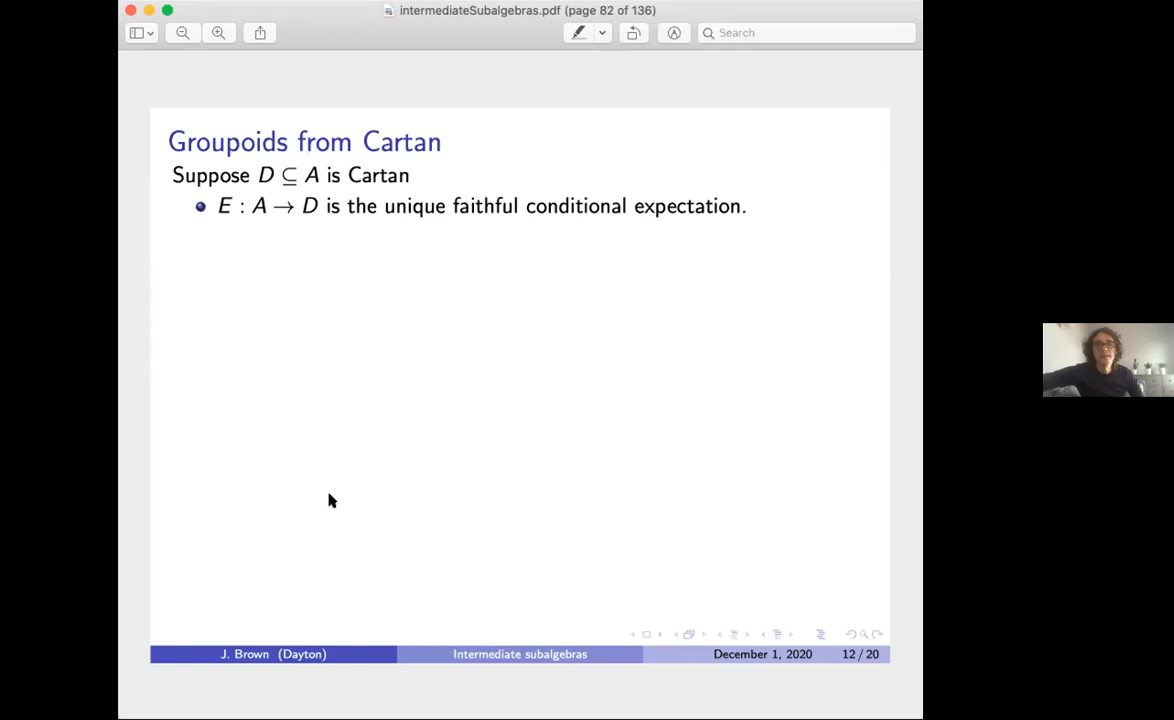 intermediateSubalgebras.pdf (page 82 of 136)
Search
Groupoids from Cartan
Suppose D ⊆ A is Cartan
E : A → D is the unique faithful conditional expectation.
J. Brown (Dayton) Intermediate subalgebras December 1, 2020 12 / 20